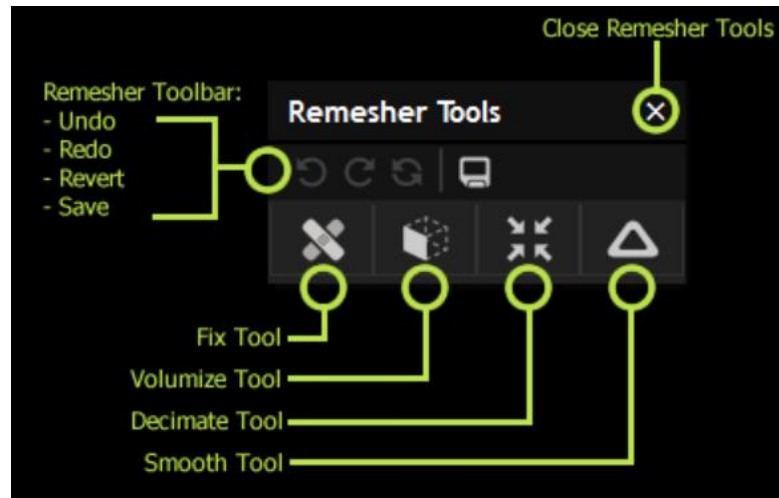 Close Remesher Tools
Remesher Toolbar:
- Undo
- Redo
- Revert
- Save
Remesher Tools
Fix Tool
Volumize Tool
Decimate Tool
Smooth Tool